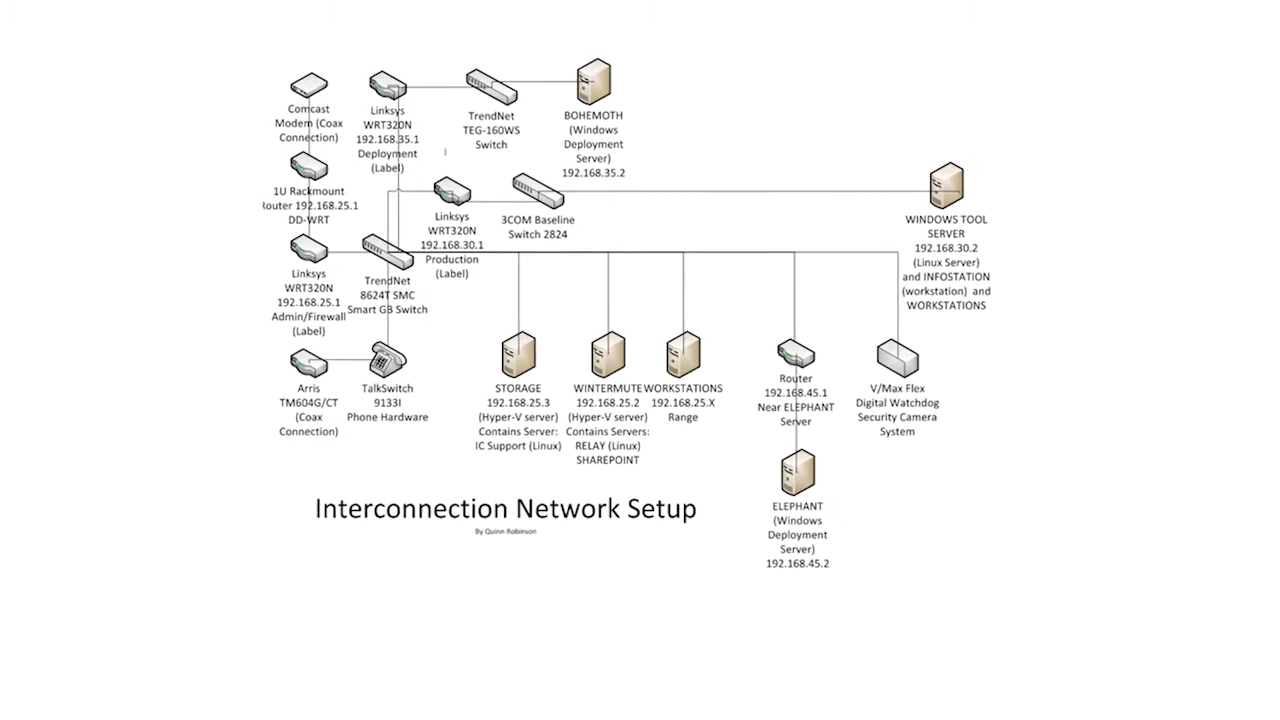 Comcast
Modem (Coax
Connection)
Linksys
WRT320N
192.168.35.1
Deployment
(Label)
TrendNet
TEG-160WS
Switch
BOHEMOTH
(Windows
Deployment
Server)
192.168.35.2
1U Rackmount
Router 192.168.25.1
DD-WRT
Linksys
WRT320N
192.168.30.1
Production
(Label)
3COM Baseline
Switch 2824
WINDOWS TOOL
SERVER
192.168.30.2
(Linux Server)
and INFOSTATION
(workstation) and
WORKSTATIONS
Linksys
WRT320N
192.168.25.1
Admin/Firewall
(Label)
TrendNet
8624T SMC
Smart GB Switch
Arris
TM604G/CT
(Coax
Connection)
TalkSwitch
9133I
Phone Hardware
STORAGE
192.168.25.3
(Hyper-V server)
Contains Server:
IC Support (Linux)
WINTERMUTE
192.168.25.2
(Hyper-V server)
Contains Servers:
RELAY (Linux)
SHAREPOINT
WORKSTATIONS
192.168.25.X
Range
Router
192.168.45.1
Near ELEPHANT
Server
V/Max Flex
Digital Watchdog
Security Camera
System
ELEPHANT
(Windows
Deployment
Server)
192.168.45.2
Interconnection Network Setup
By Quinn Robinson